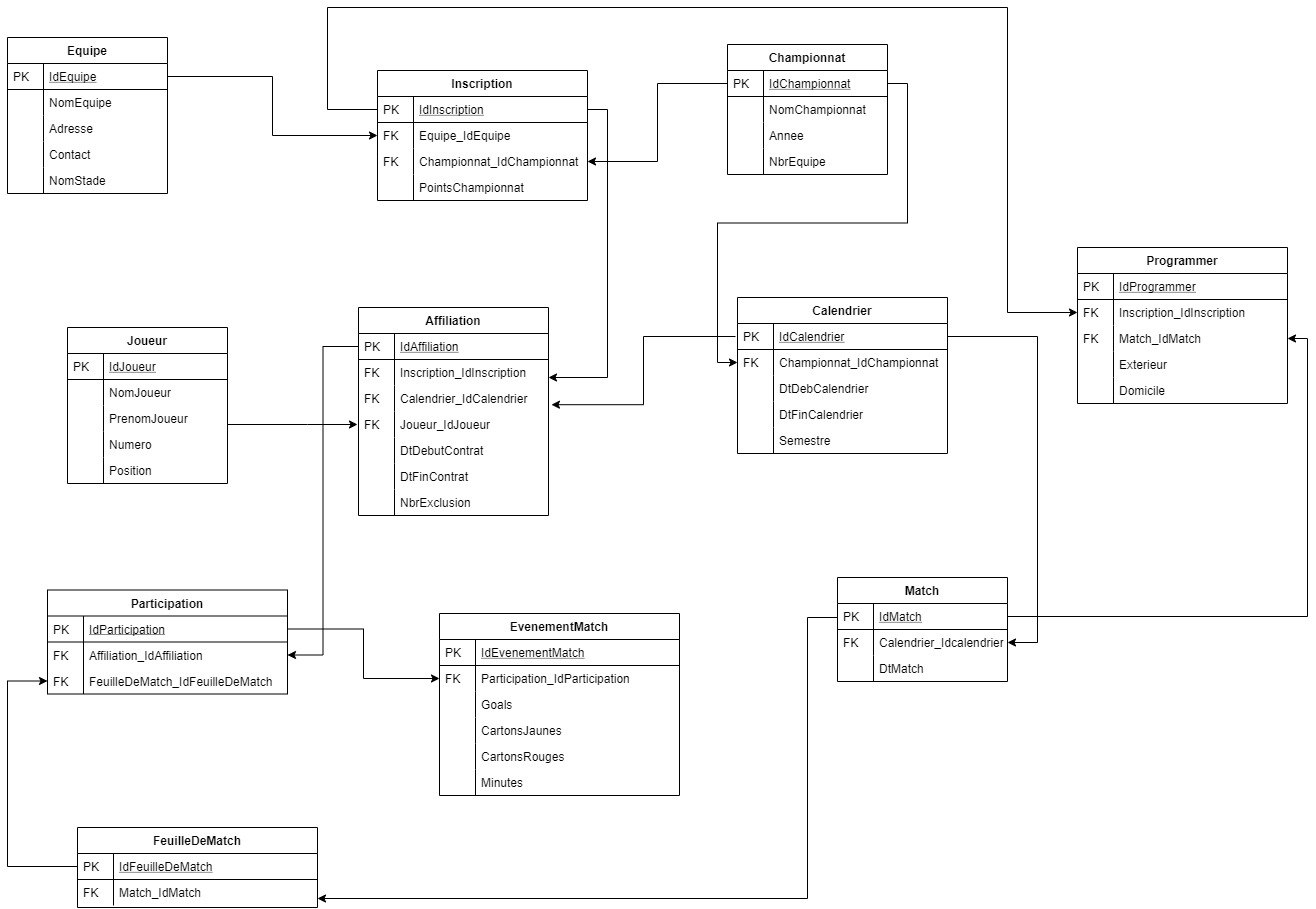 Equipe
PK IdEquipe
NomEquipe
Adresse
Contact
NomStade
Inscription
PK IdInscription
FK Equipe_IdEquipe
FK Championnat_IdChampionnat
PointsChampionnat
Championnat
PK IdChampionnat
NomChampionnat
Annee
NbrEquipe
Programmer
PK IdProgrammer
FK Inscription_IdInscription
FK Match_IdMatch
Exterieur
Domicile
Joueur
PK IdJoueur
NomJoueur
PrenomJoueur
Numero
Position
Affiliation
PK IdAffiliation
FK Inscription_IdInscription
FK Calendrier_IdCalendrier
FK Joueur_IdJoueur
DtDebutContrat
DtFinContrat
NbrExclusion
Calendrier
PK IdCalendrier
FK Championnat_IdChampionnat
DtDebCalendrier
DtFinCalendrier
Semestre
Participation
PK IdParticipation
FK Affiliation_IdAffiliation
FK FeuilleDeMatch_IdFeuilleDeMatch
EvenementMatch
PK IdEvenementMatch
FK Participation_IdParticipation
Goals
CartonsJaunes
CartonsRouges
Minutes
Match
PK IdMatch
FK Calendrier_Idcalendrier
DtMatch
FeuilleDeMatch
PK IdFeuilleDeMatch
FK Match_IdMatch